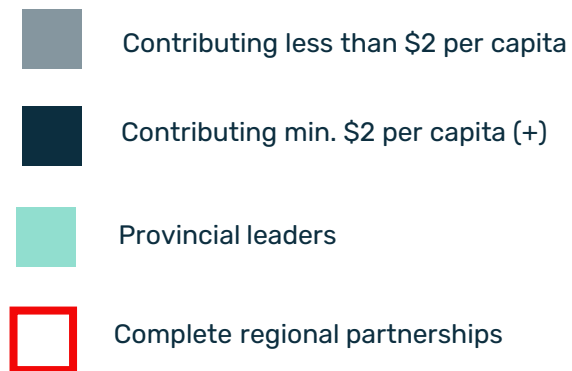 Contributing less than $2 per capita
Contributing min. $2 per capita (+)
Provincial leaders
Complete regional partnerships